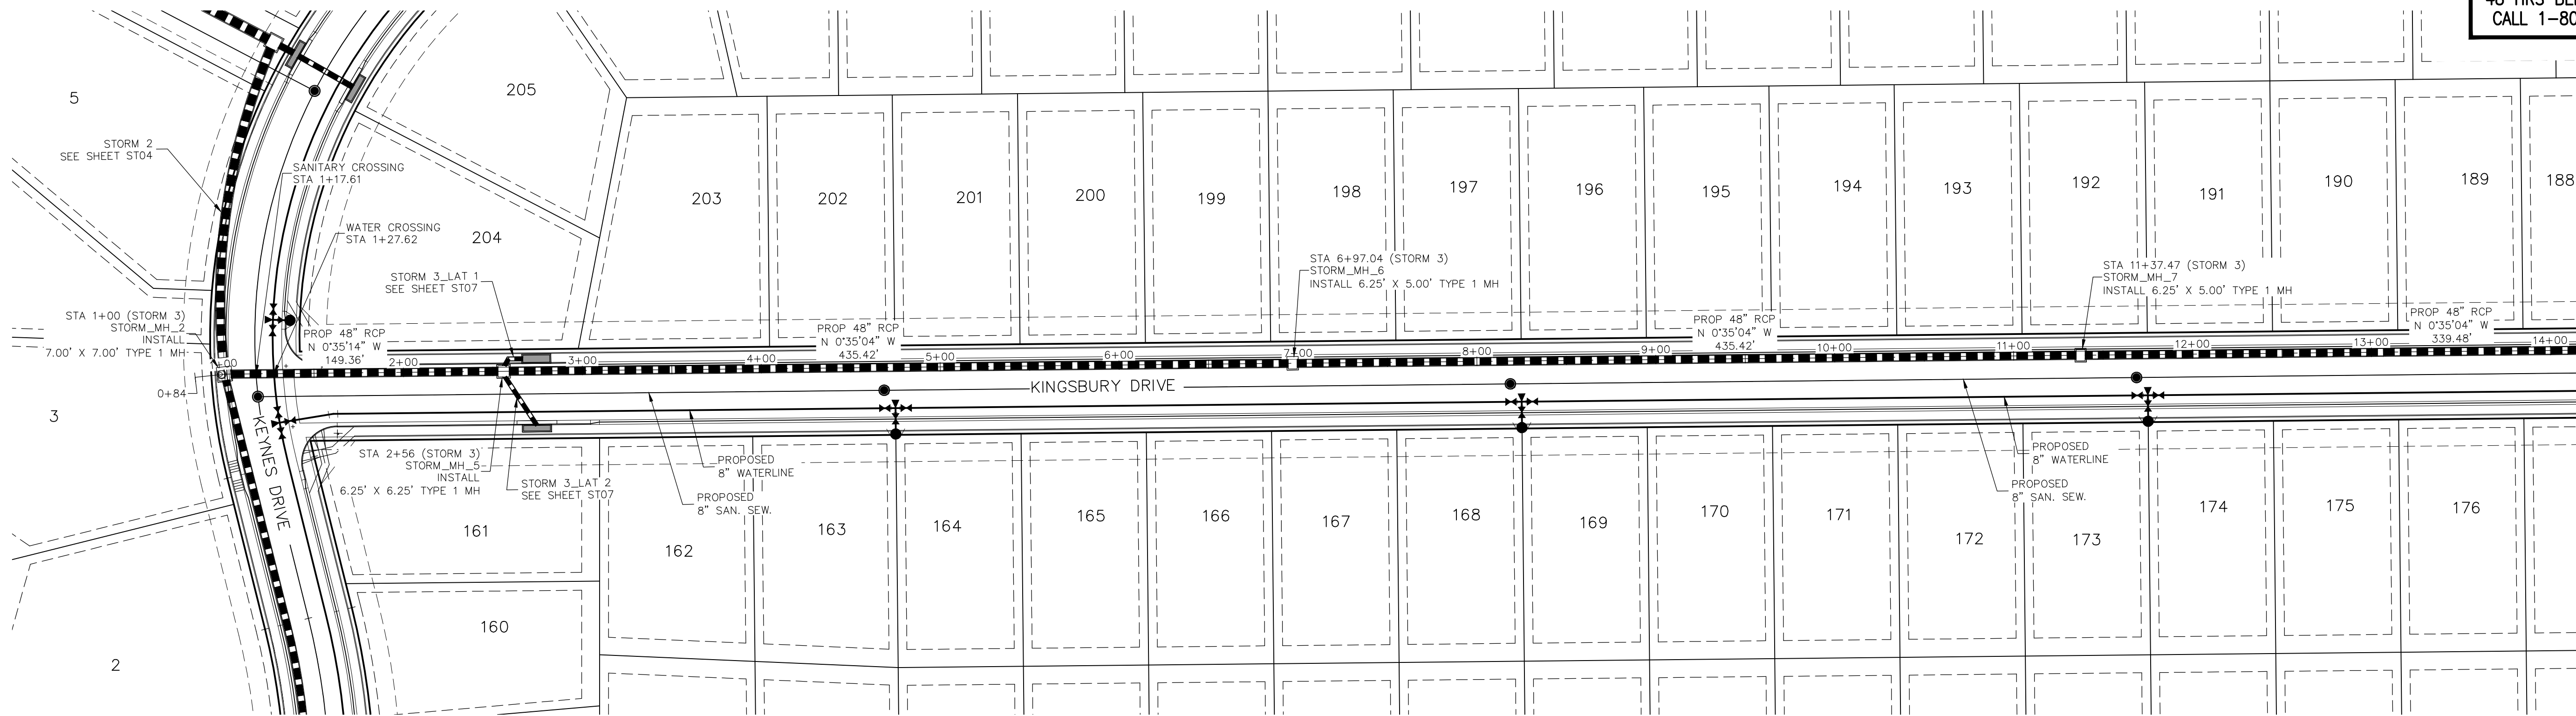 CALL 1-80
5
205
STORM 2
SEE SHEET ST04
SANITARY CROSSING
STA 1+17.61
WATER CROSSING
STA 1+27.62
204
203
202
201
200
199
198
197
196
195
194
193
192
191
190
189
188
STORM 3_LAT 1
SEE SHEET ST07
STA 6+97.04 (STORM 3)
STORM_MH_6
INSTALL 6.25' X 5.00' TYPE 1 MH
STA 11+37.47 (STORM 3)
STORM_MH_7
INSTALL 6.25' X 5.00' TYPE 1 MH
STA 1+00 (STORM 3)
STORM_MH_2
INSTALL
7.00' X 7.00' TYPE 1 MH
PROP 48" RCP
N 0°35'14" W
149.36'
PROP 48" RCP
N 0°35'04" W
435.42'
PROP 48" RCP
N 0°35'04" W
435.42'
PROP 48" RCP
N 0°35'04" W
339.48'
2+00
3+00
4+00
5+00
6+00
7+00
8+00
9+00
10+00
11+00
12+00
13+00
14+00
0+84
KINGSBURY DRIVE
KEYNES DRIVE
3
STA 2+56 (STORM 3)
STORM_MH_5
INSTALL
6.25' X 6.25' TYPE 1 MH
STORM 3_LAT 2
SEE SHEET ST07
PROPOSED
8" WATERLINE
PROPOSED
8" SAN. SEW.
PROPOSED
8" WATERLINE
PROPOSED
8" SAN. SEW.
161
162
163
164
165
166
167
168
169
170
171
172
173
174
175
176
160
2